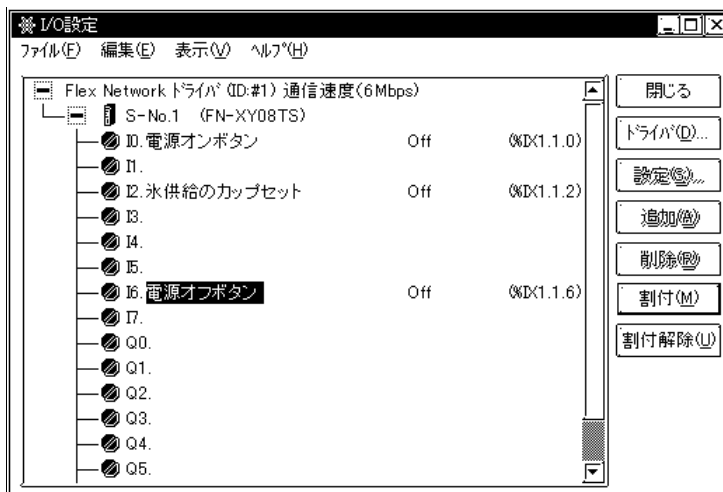 I/O設定
ファイル(F) 編集(E) 表示(V) ヘルプ(H)
Flex Network ドライバ (ID:#1) 通信速度(6Mbps)
S-No.1 (FN-XY08TS)
I0.電源オンボタン Off (%IX1.1.0)
I1.
I2.氷供給のカップセット Off (%IX1.1.2)
I3.
I4.
I5.
I6.電源オフボタン Off (%IX1.1.6)
I7.
Q0.
Q1.
Q2.
Q3.
Q4.
Q5.
閉じる
ドライバ(D)...
設定(S)...
追加(A)
削除(R)
割付(M)
割付解除(U)